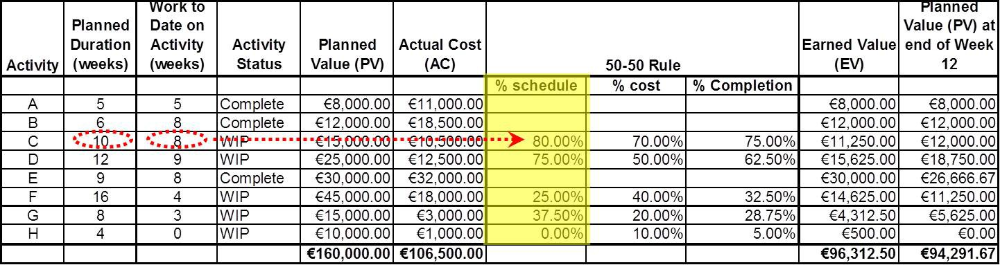 Activity Planned Duration (weeks) Work to Date on Activity (weeks) Activity Status Planned Value (PV) Actual Cost (AC) 50-50 Rule Earned Value (EV) Planned Value (PV) at end of Week 12
% schedule % cost % Completion
A 5 5 Complete €8,000.00 €11,000.00 €8,000.00 €8,000.00
B 6 8 Complete €12,000.00 €18,500.00 €12,000.00 €12,000.00
C 10 8 WIP €15,000.00 €10,500.00 80.00% 70.00% 75.00% €11,250.00 €12,000.00
D 12 9 WIP €25,000.00 €12,500.00 75.00% 50.00% 62.50% €15,625.00 €18,750.00
E 9 8 Complete €30,000.00 €32,000.00 €30,000.00 €26,666.67
F 16 4 WIP €45,000.00 €18,000.00 25.00% 40.00% 32.50% €14,625.00 €11,250.00
G 8 3 WIP €15,000.00 €3,000.00 37.50% 20.00% 28.75% €4,312.50 €5,625.00
H 4 0 WIP €10,000.00 €1,000.00 0.00% 10.00% 5.00% €500.00 €0.00
€160,000.00 €106,500.00 €96,312.50 €94,291.67